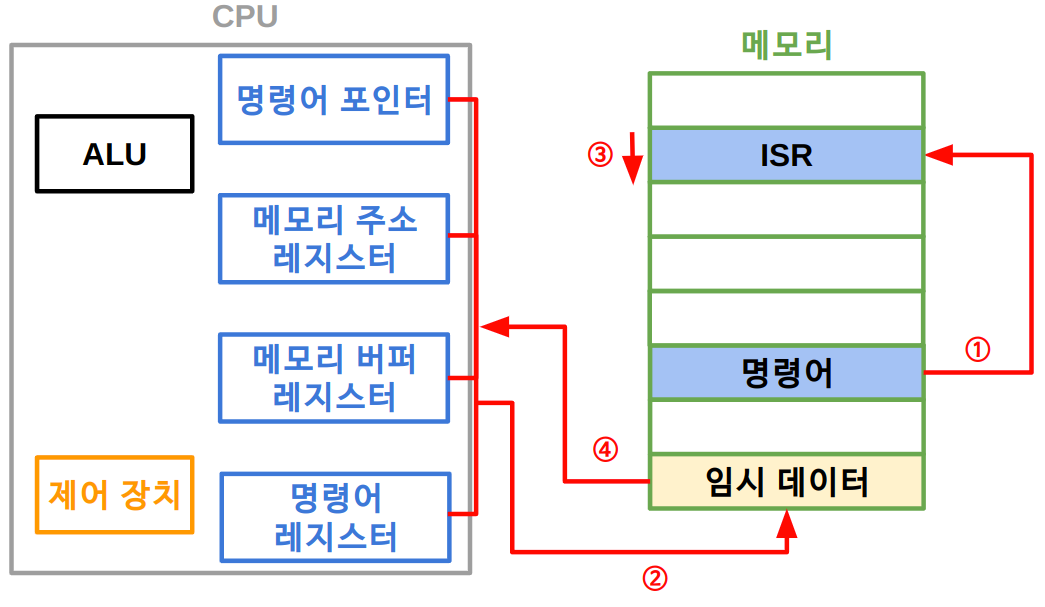 CPU
ALU
제어 장치
명령어 포인터
메모리 주소
레지스터
메모리 버퍼
레지스터
명령어
레지스터
메모리
ISR
명령어
임시 데이터
①
②
③
④